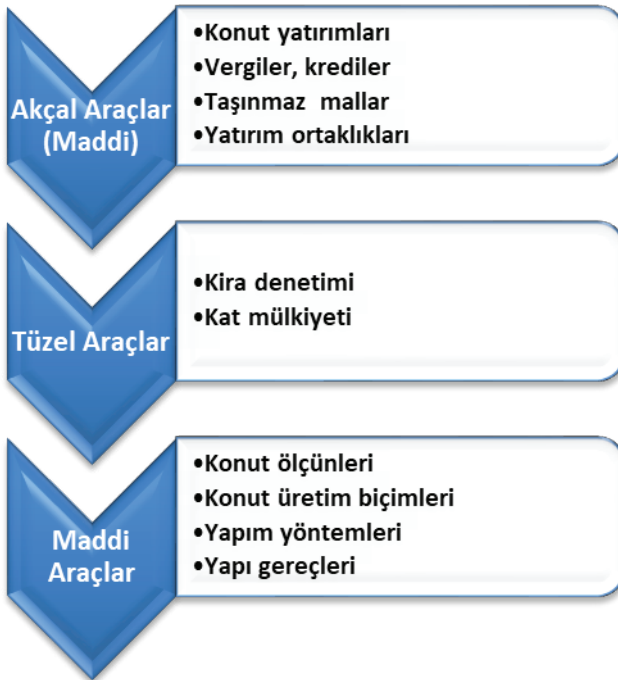 Akçal Araçlar
(Maddi)
•Konut yatırımları
•Vergiler, krediler
•Taşınmaz  mallar
•Yatırım ortaklıkları
Tüzel Araçlar
•Kira denetimi
•Kat mülkiyeti
Maddi
Araçlar
•Konut ölçünleri
•Konut üretim biçimleri
•Yapım yöntemleri
•Yapı gereçleri